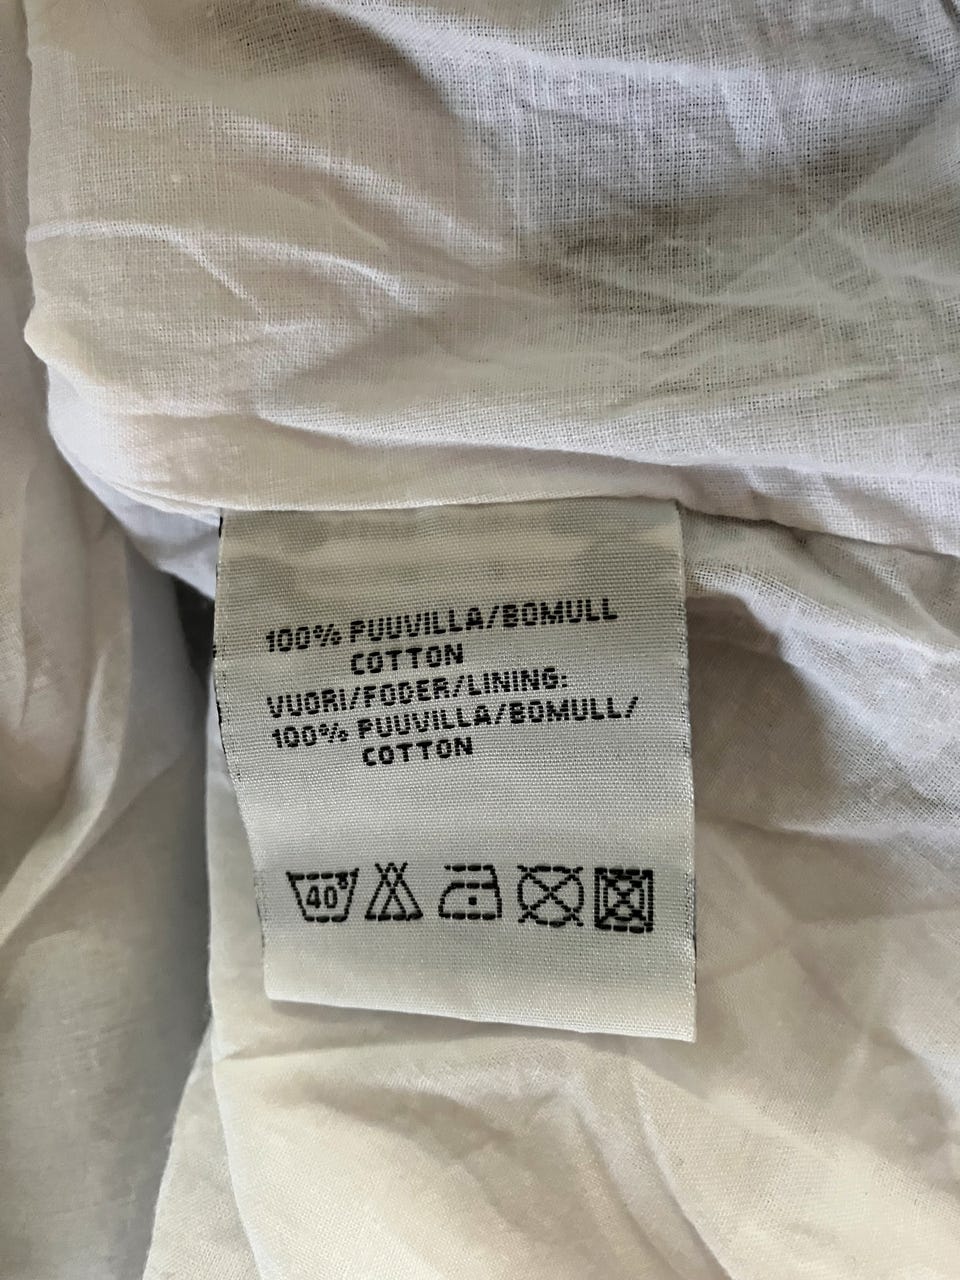 100% PUUVILLA/BOMULL
COTTON
VUORI/FODER/LINING:
100% PUUVILLA/BOMULL/
COTTON
40°